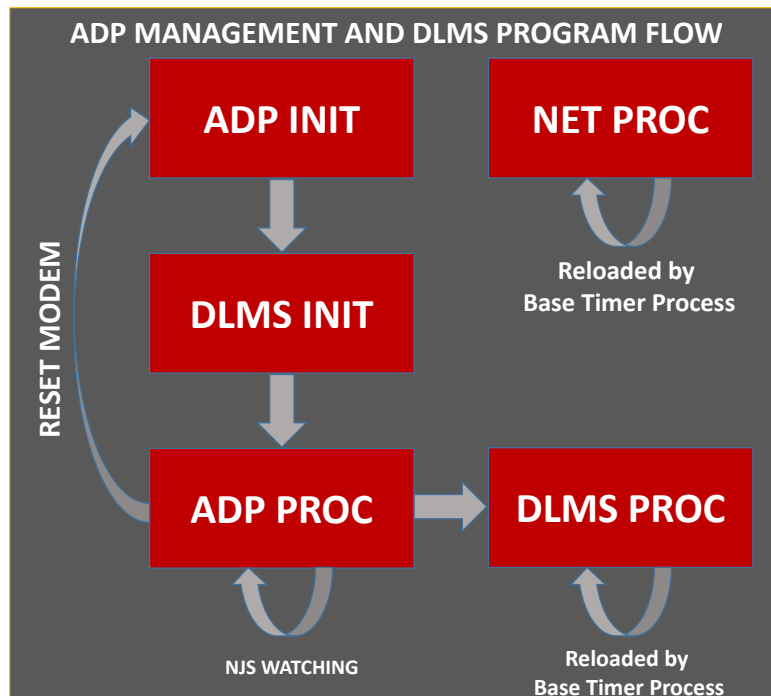 ADP MANAGEMENT AND DLMS PROGRAM FLOW
ADP INIT
NET PROC
Reloaded by
Base Timer Process
DLMS INIT
RESET MODEM
ADP PROC
DLMS PROC
NJS WATCHING
Reloaded by
Base Timer Process